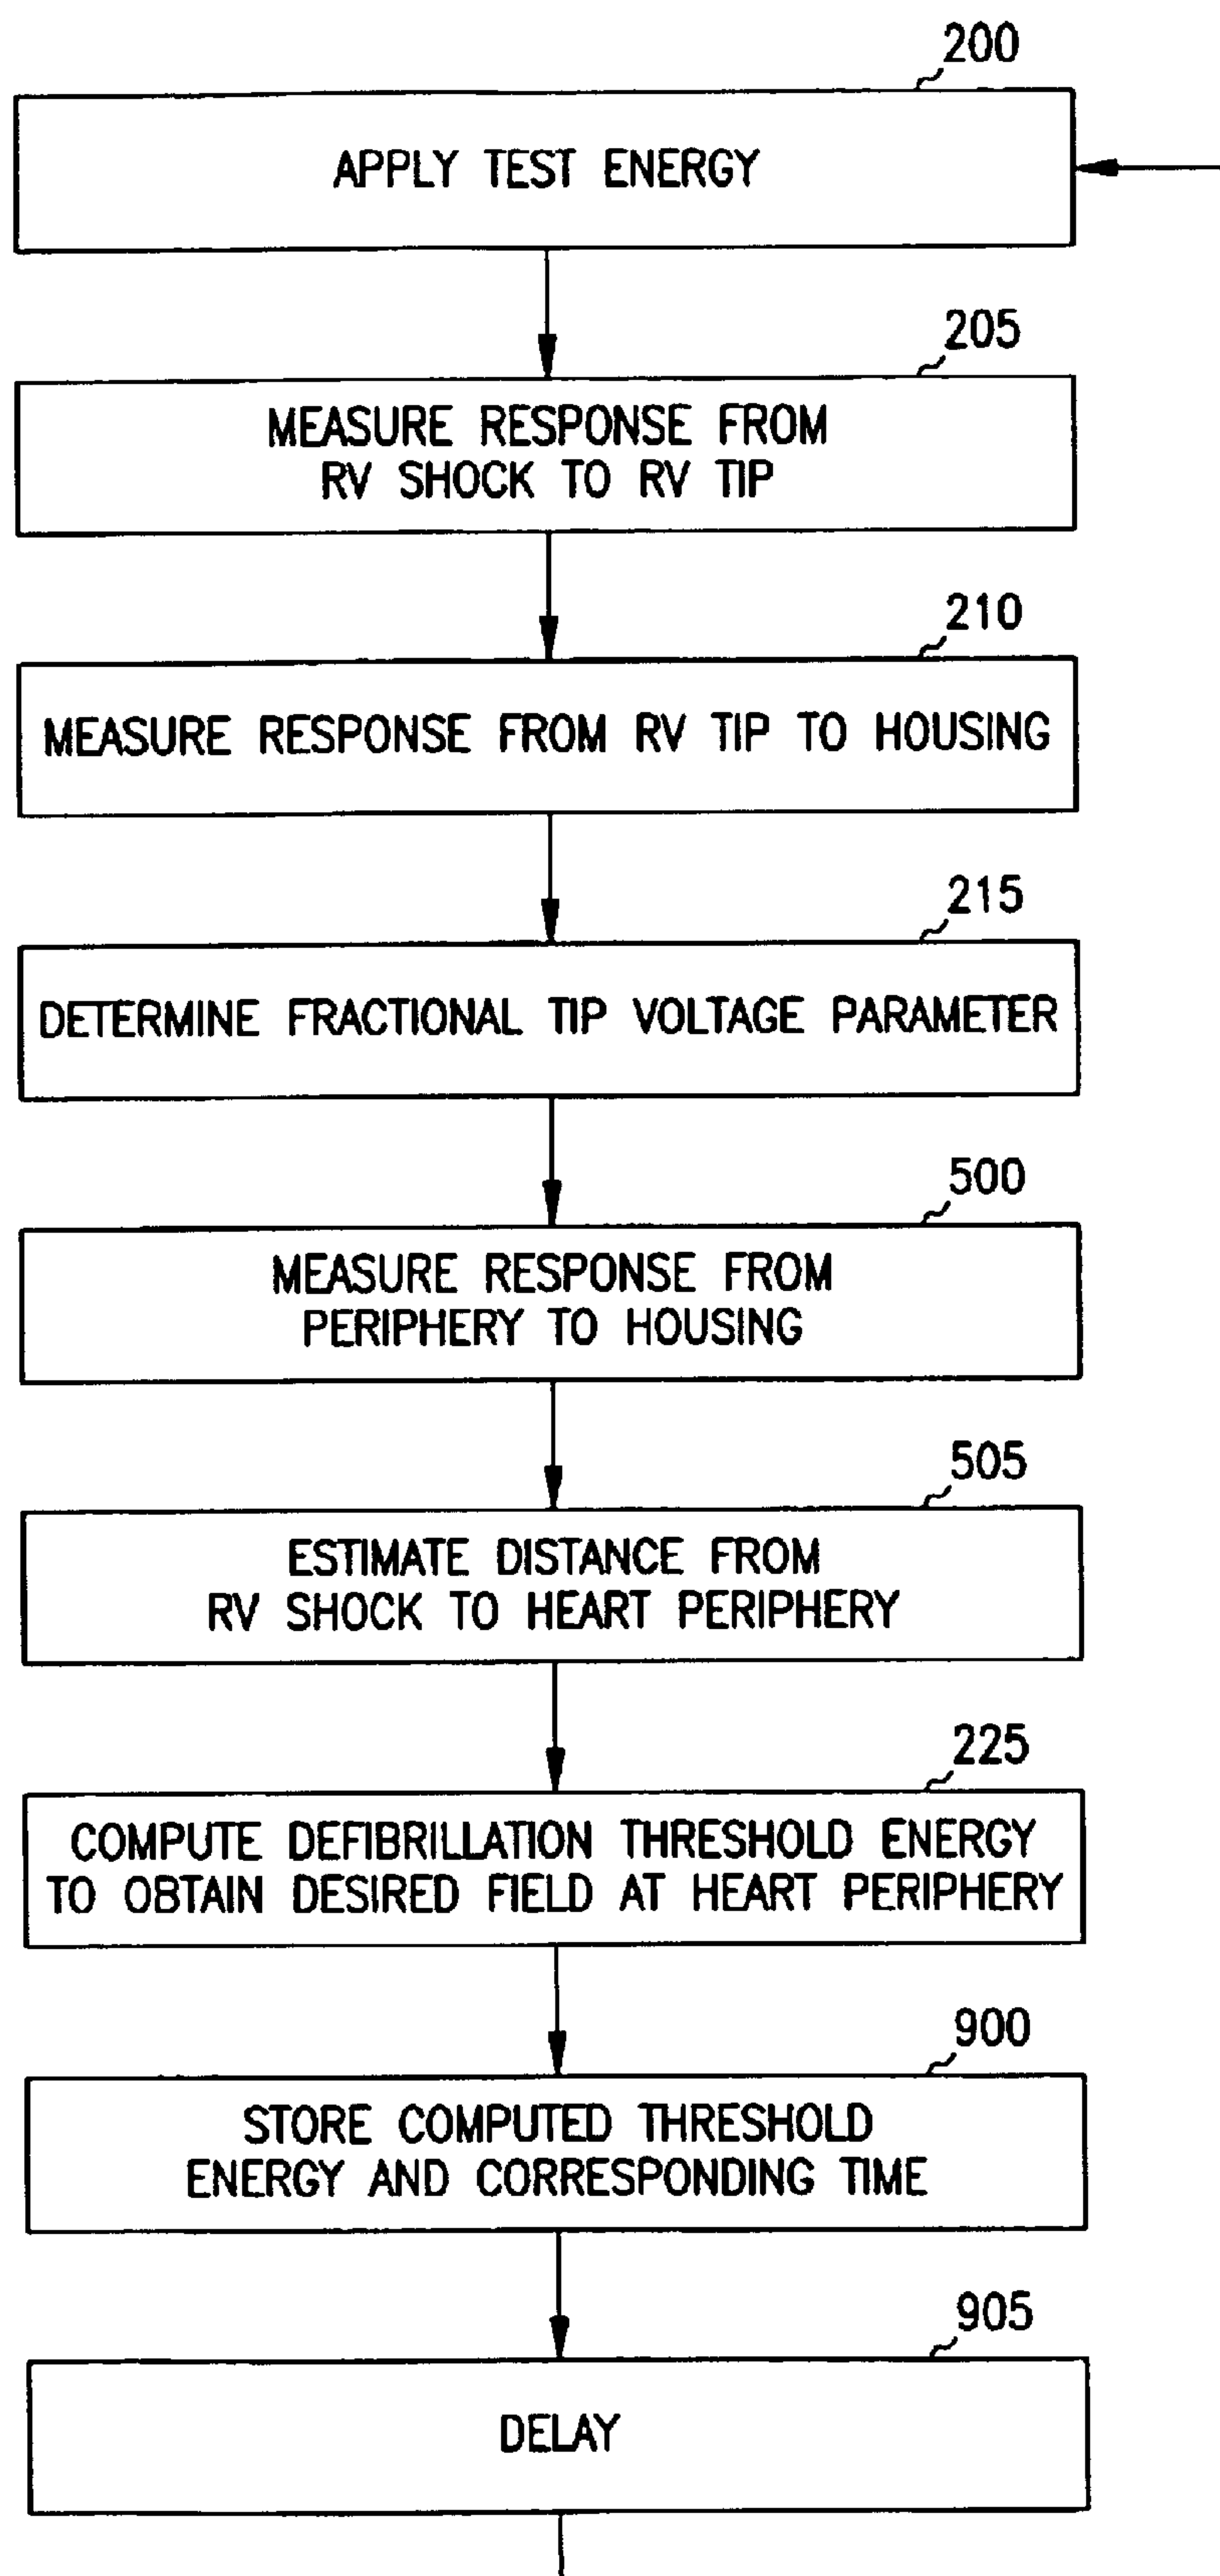 200
APPLY TEST ENERGY
205
MEASURE RESPONSE FROM
RV SHOCK TO RV TIP
210
MEASURE RESPONSE FROM RV TIP TO HOUSING
215
DETERMINE FRACTIONAL TIP VOLTAGE PARAMETER
500
MEASURE RESPONSE FROM
PERIPHERY TO HOUSING
505
ESTIMATE DISTANCE FROM
RV SHOCK TO HEART PERIPHERY
225
COMPUTE DEFIBRILLATION THRESHOLD ENERGY
TO OBTAIN DESIRED FIELD AT HEART PERIPHERY
900
STORE COMPUTED THRESHOLD
ENERGY AND CORRESPONDING TIME
905
DELAY